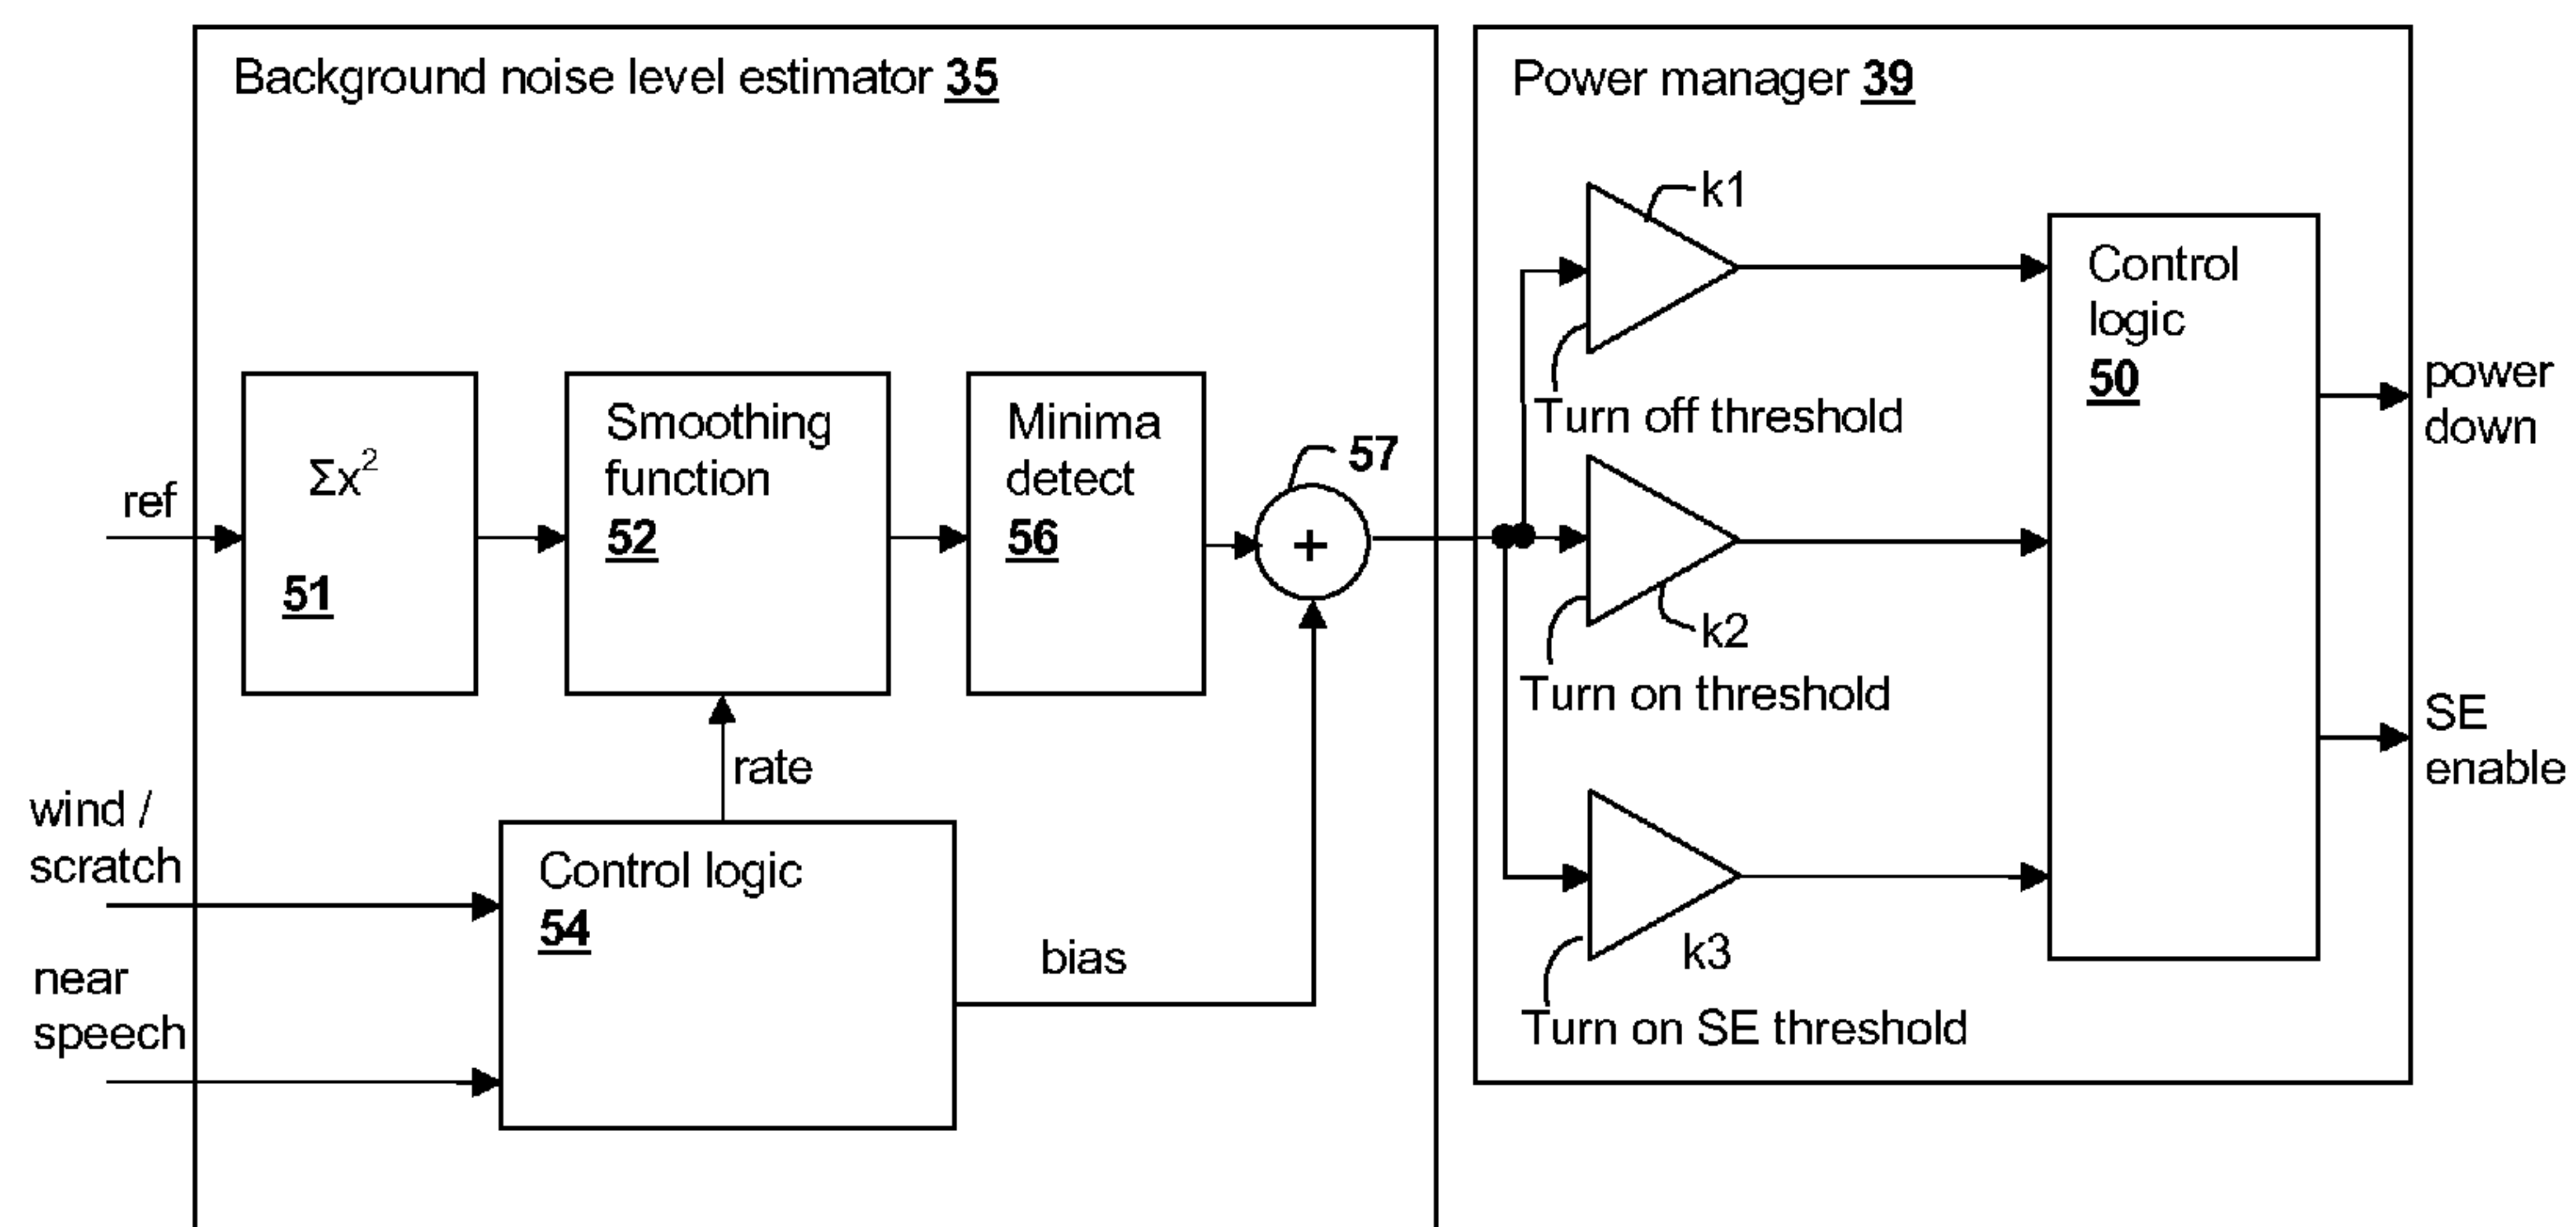 Background noise level estimator 35
Power manager 39
k1
Control
logic
50
power
down
Turn off threshold
Smoothing
function
52
Minima
detect
56
57
Σx²
51
ref
+
k2
Turn on threshold
SE
enable
rate
wind /
scratch
Control logic
54
near
speech
bias
k3
Turn on SE threshold